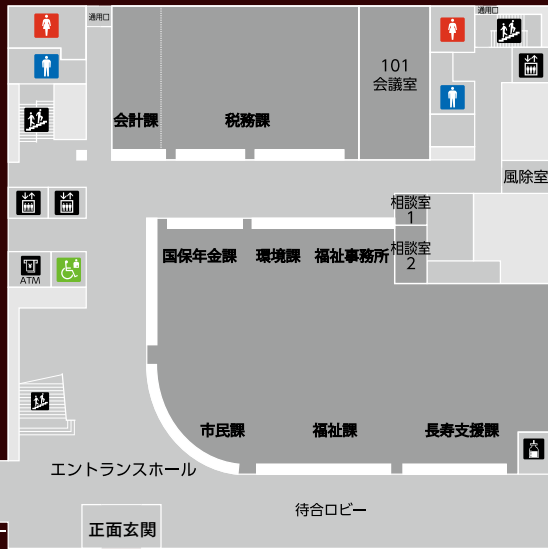 通用口
通用口
101
会議室
会計課
税務課
風除室
相談室
1
国保年金課
環境課
福祉事務所
相談室
2
ATM
市民課
福祉課
長寿支援課
エントランスホール
待合ロビー
正面玄関